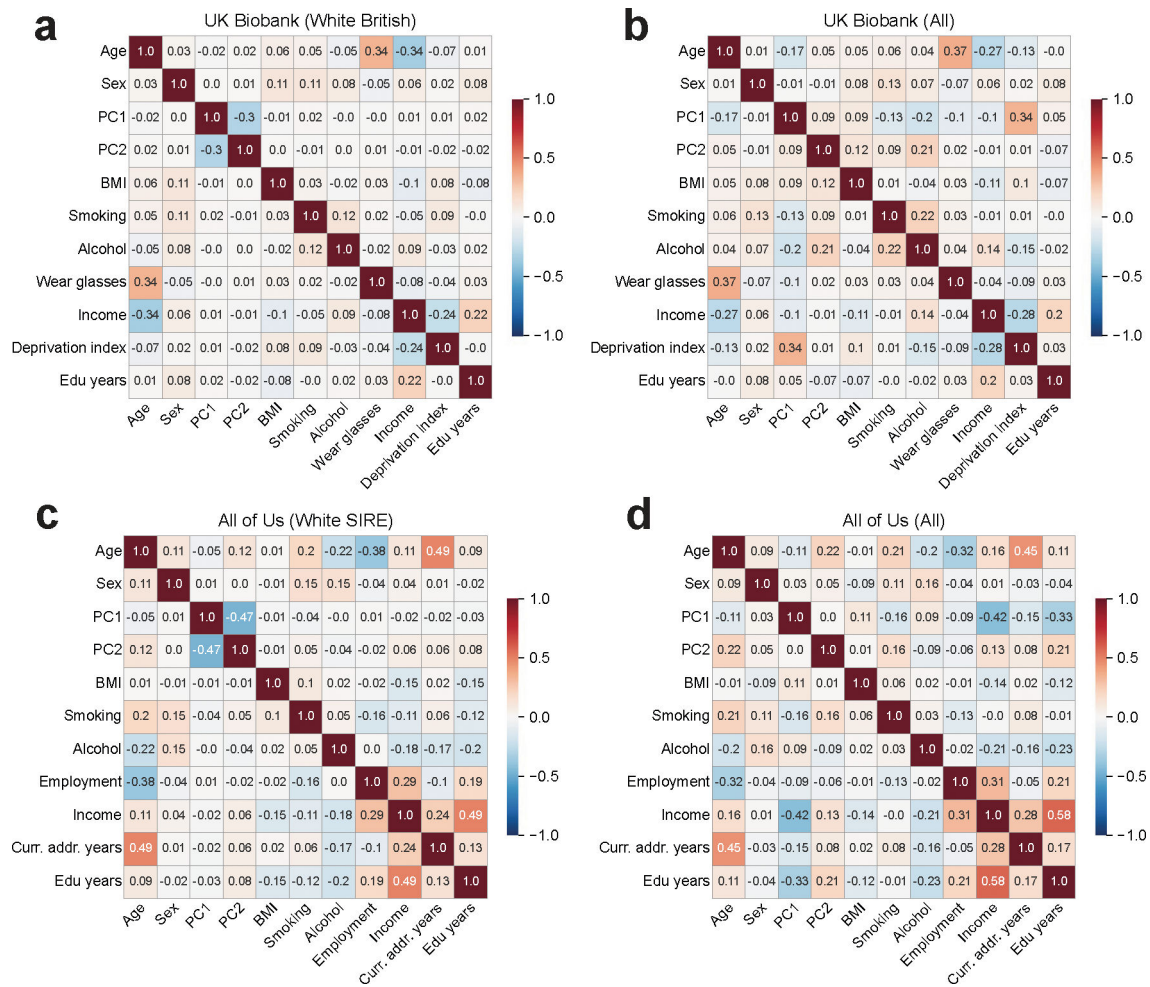 a
UK Biobank (White British)
Age 1.0 0.03 -0.02 0.02 0.06 0.05 -0.05 0.34 -0.34 -0.07 0.01
Sex 0.03 1.0 0.0 0.01 0.11 0.11 0.08 -0.05 0.06 0.02 0.08
PC1 -0.02 0.0 1.0 -0.3 -0.01 0.02 -0.0 -0.0 0.01 0.01 0.02
PC2 0.02 0.01 -0.3 1.0 0.0 -0.01 0.0 0.01 -0.01 -0.02 -0.02
BMI 0.06 0.11 -0.01 0.0 1.0 0.03 -0.02 0.03 -0.1 0.08 -0.08
Smoking 0.05 0.11 0.02 -0.01 0.03 1.0 0.12 0.02 -0.05 0.09 -0.0
Alcohol -0.05 0.08 -0.0 0.0 -0.02 0.12 1.0 -0.02 0.09 -0.03 0.02
Wear glasses 0.34 -0.05 -0.0 0.01 0.03 0.02 -0.02 1.0 -0.08 -0.04 0.03
Income -0.34 0.06 0.01 -0.01 -0.1 -0.05 0.09 -0.08 1.0 -0.24 0.22
Deprivation index -0.07 0.02 0.01 -0.02 0.08 0.09 -0.03 -0.04 -0.24 1.0 -0.0
Edu years 0.01 0.08 0.02 -0.02 -0.08 -0.0 0.02 0.03 0.22 -0.0 1.0
Age Sex PC1 PC2 BMI Smoking Alcohol Wear glasses Income Deprivation index Edu years
1.0
0.5
0.0
−0.5
−1.0
b
UK Biobank (All)
Age 1.0 0.01 -0.17 0.05 0.05 0.06 0.04 0.37 -0.27 -0.13 -0.0
Sex 0.01 1.0 -0.01 -0.01 0.08 0.13 0.07 -0.07 0.06 0.02 0.08
PC1 -0.17 -0.01 1.0 0.09 0.09 -0.13 -0.2 -0.1 -0.1 0.34 0.05
PC2 0.05 -0.01 0.09 1.0 0.12 0.09 0.21 0.02 -0.01 0.01 -0.07
BMI 0.05 0.08 0.09 0.12 1.0 0.01 -0.04 0.03 -0.11 0.1 -0.07
Smoking 0.06 0.13 -0.13 0.09 0.01 1.0 0.22 0.03 -0.01 0.01 -0.0
Alcohol 0.04 0.07 -0.2 0.21 -0.04 0.22 1.0 0.04 0.14 -0.15 -0.02
Wear glasses 0.37 -0.07 -0.1 0.02 0.03 0.03 0.04 1.0 -0.04 -0.09 0.03
Income -0.27 0.06 -0.1 -0.01 -0.11 -0.01 0.14 -0.04 1.0 -0.28 0.2
Deprivation index -0.13 0.02 0.34 0.01 0.1 0.01 -0.15 -0.09 -0.28 1.0 0.03
Edu years -0.0 0.08 0.05 -0.07 -0.07 -0.0 -0.02 0.03 0.2 0.03 1.0
Age Sex PC1 PC2 BMI Smoking Alcohol Wear glasses Income Deprivation index Edu years
1.0
0.5
0.0
−0.5
−1.0
c
All of Us (White SIRE)
Age 1.0 0.11 -0.05 0.12 0.01 0.2 -0.22 -0.38 0.11 0.49 0.09
Sex 0.11 1.0 0.01 0.0 -0.01 0.15 0.15 -0.04 0.04 0.01 -0.02
PC1 -0.05 0.01 1.0 -0.47 -0.01 -0.04 -0.0 0.01 -0.02 -0.02 -0.03
PC2 0.12 0.0 -0.47 1.0 -0.01 0.05 -0.04 -0.02 0.06 0.06 0.08
BMI 0.01 -0.01 -0.01 -0.01 1.0 0.1 0.02 -0.02 -0.15 0.02 -0.15
Smoking 0.2 0.15 -0.04 0.05 0.1 1.0 0.05 -0.16 -0.11 0.06 -0.12
Alcohol -0.22 0.15 -0.0 -0.04 0.02 0.05 1.0 0.0 -0.18 -0.17 -0.2
Employment -0.38 -0.04 0.01 -0.02 -0.02 -0.16 0.0 1.0 0.29 -0.1 0.19
Income 0.11 0.04 -0.02 0.06 -0.15 -0.11 -0.18 0.29 1.0 0.24 0.49
Curr. addr. years 0.49 0.01 -0.02 0.06 0.02 0.06 -0.17 -0.1 0.24 1.0 0.13
Edu years 0.09 -0.02 -0.03 0.08 -0.15 -0.12 -0.2 0.19 0.49 0.13 1.0
Age Sex PC1 PC2 BMI Smoking Alcohol Employment Income Curr. addr. years Edu years
1.0
0.5
0.0
−0.5
−1.0
d
All of Us (All)
Age 1.0 0.09 -0.11 0.22 -0.01 0.21 -0.2 -0.32 0.16 0.45 0.11
Sex 0.09 1.0 0.03 0.05 -0.09 0.11 0.16 -0.04 0.01 -0.03 -0.04
PC1 -0.11 0.03 1.0 0.0 0.11 -0.16 0.09 -0.09 -0.42 -0.15 -0.33
PC2 0.22 0.05 0.0 1.0 0.01 0.16 -0.09 -0.06 0.13 0.08 0.21
BMI -0.01 -0.09 0.11 0.01 1.0 0.06 0.02 -0.01 -0.14 0.02 -0.12
Smoking 0.21 0.11 -0.16 0.16 0.06 1.0 0.03 -0.13 -0.0 0.08 -0.01
Alcohol -0.2 0.16 0.09 -0.09 0.02 0.03 1.0 -0.02 -0.21 -0.16 -0.23
Employment -0.32 -0.04 -0.09 -0.06 -0.01 -0.13 -0.02 1.0 0.31 -0.05 0.21
Income 0.16 0.01 -0.42 0.13 -0.14 -0.0 -0.21 0.31 1.0 0.28 0.58
Curr. addr. years 0.45 -0.03 -0.15 0.08 0.02 0.08 -0.16 -0.05 0.28 1.0 0.17
Edu years 0.11 -0.04 -0.33 0.21 -0.12 -0.01 -0.23 0.21 0.58 0.17 1.0
Age Sex PC1 PC2 BMI Smoking Alcohol Employment Income Curr. addr. years Edu years
1.0
0.5
0.0
−0.5
−1.0